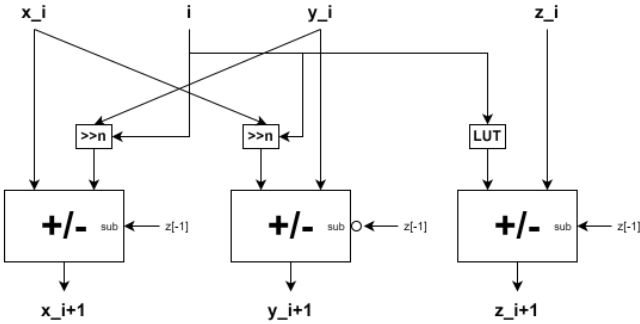 x_i i y_i z_i
>>n >>n LUT
+/- sub z[-1] +/- sub z[-1] +/- sub z[-1]
x_i+1 y_i+1 z_i+1